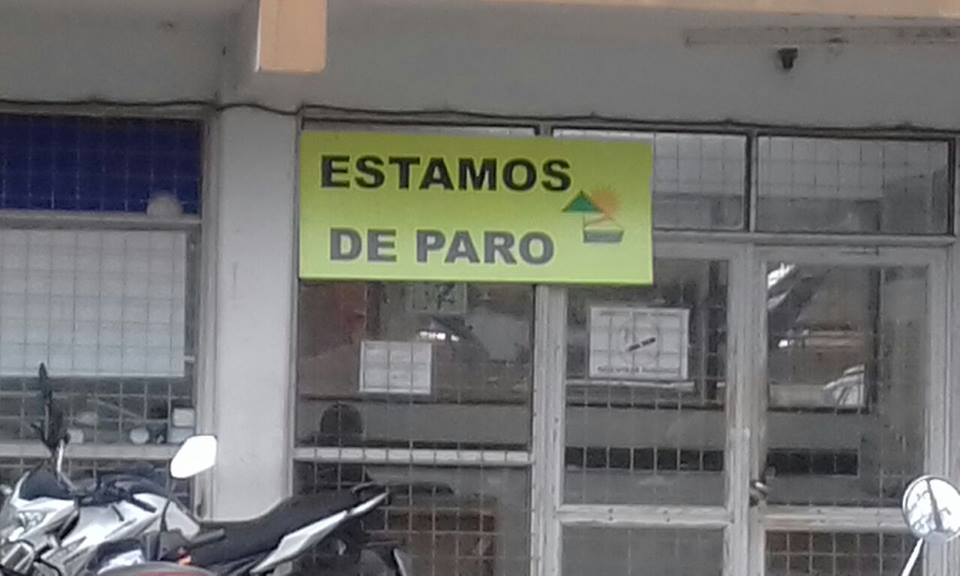 ESTAMOS
DE PARO